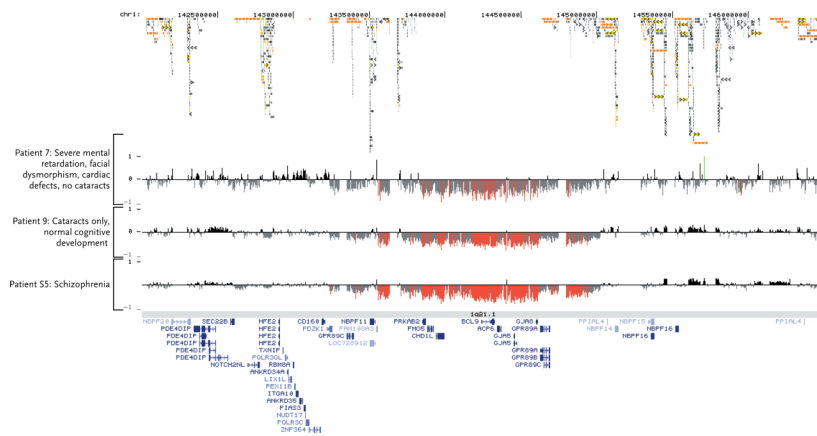 chr1: 142500000 143000000 143500000 144000000 144500000 145000000 145500000 146000000
Patient 7: Severe mental
retardation, facial
dysmorphism, cardiac
defects, no cataracts
1
0
-1
Patient 9: Cataracts only,
normal cognitive
development
1
0
-1
Patient S5: Schizophrenia
1
0
-1
1q21.1
NBPF20 SEC22B HFE2 CD160 NBPF11 PRKAB2 BCL9 GJA8 PPIAL4 NBPF15 PPIAL4
PDE4DIP HFE2 PDZK1 FAM108A3 FMO5 ACP6 GPR89A NBPF14 NBPF16
PDE4DIP HFE2 GPR89C CHD1L GJA5 GPR89A NBPF16
PDE4DIP HFE2 LOC728912 GJA5
PDE4DIP TXNIP GPR89A
PDE4DIP POLR3GL GPR89B
NOTCH2NL RBM8A GPR89C
ANKRD34A
LIX1L
PEX11B
ITGA10
ANKRD35
PIAS3
NUDT17
POLR3C
ZNF364